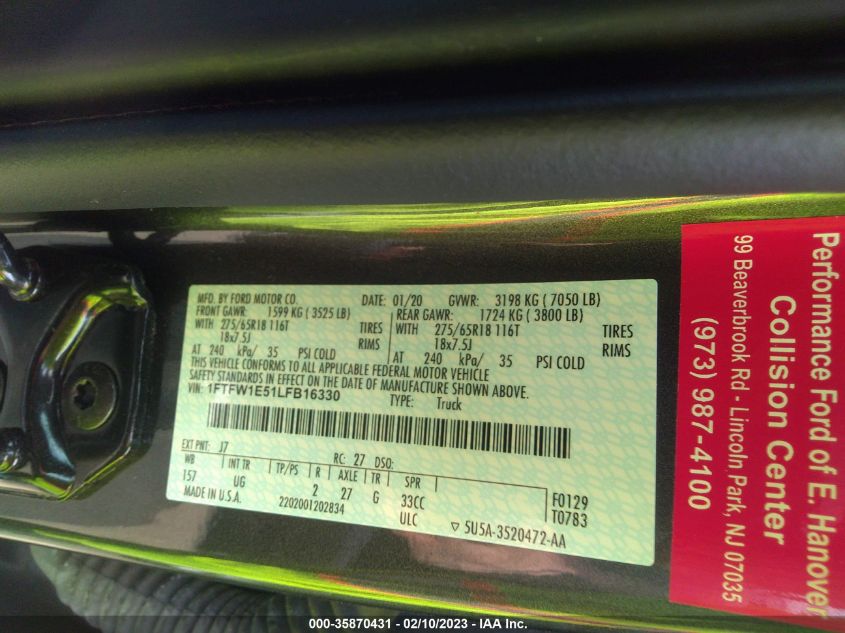 MFD. BY FORD MOTOR CO.
DATE: 01/20 GVWR: 3198 KG ( 7050 LB)
FRONT GAWR: 1599 KG ( 3525 LB)
REAR GAWR: 1724 KG ( 3800 LB)
WITH 275/65R18 116T TIRES
WITH 275/65R18 116T TIRES
18x7.5J RIMS
18x7.5J RIMS
AT 240 kPa/ 35 PSI COLD
AT 240 kPa/ 35 PSI COLD
THIS VEHICLE CONFORMS TO ALL APPLICABLE FEDERAL MOTOR VEHICLE
SAFETY STANDARDS IN EFFECT ON THE DATE OF MANUFACTURE SHOWN ABOVE.
VIN: 1FTFW1E51LFB16330
TYPE: Truck
EXT PNT: J7 RC: 27 DSO:
WB INT TR TP/PS R AXLE TR SPR
157 UG 2 27 G 33CC F0129
MADE IN U.S.A. 2202001202834 ULC T0783
5U5A-3520472-AA
Performance Ford of E. Hanover
Collision Center
99 Beaverbrook Rd - Lincoln Park, NJ 07035
(973) 987-4100
000-35870431 - 02/10/2023 - IAA Inc.